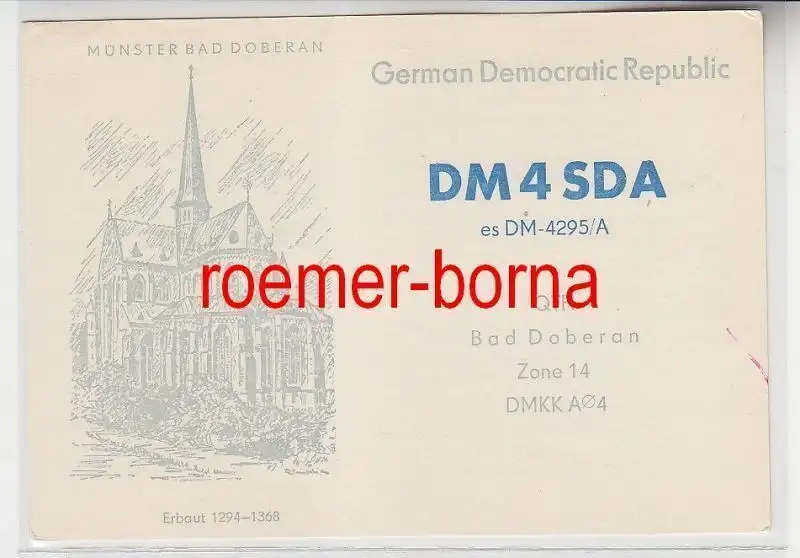 MÜNSTER BAD DOBERAN
German Democratic Republic
DM 4 SDA
es DM-4295/A
roemer-borna
Bad Doberan
Zone 14
DMKK AØ4
Erbaut 1294–1368